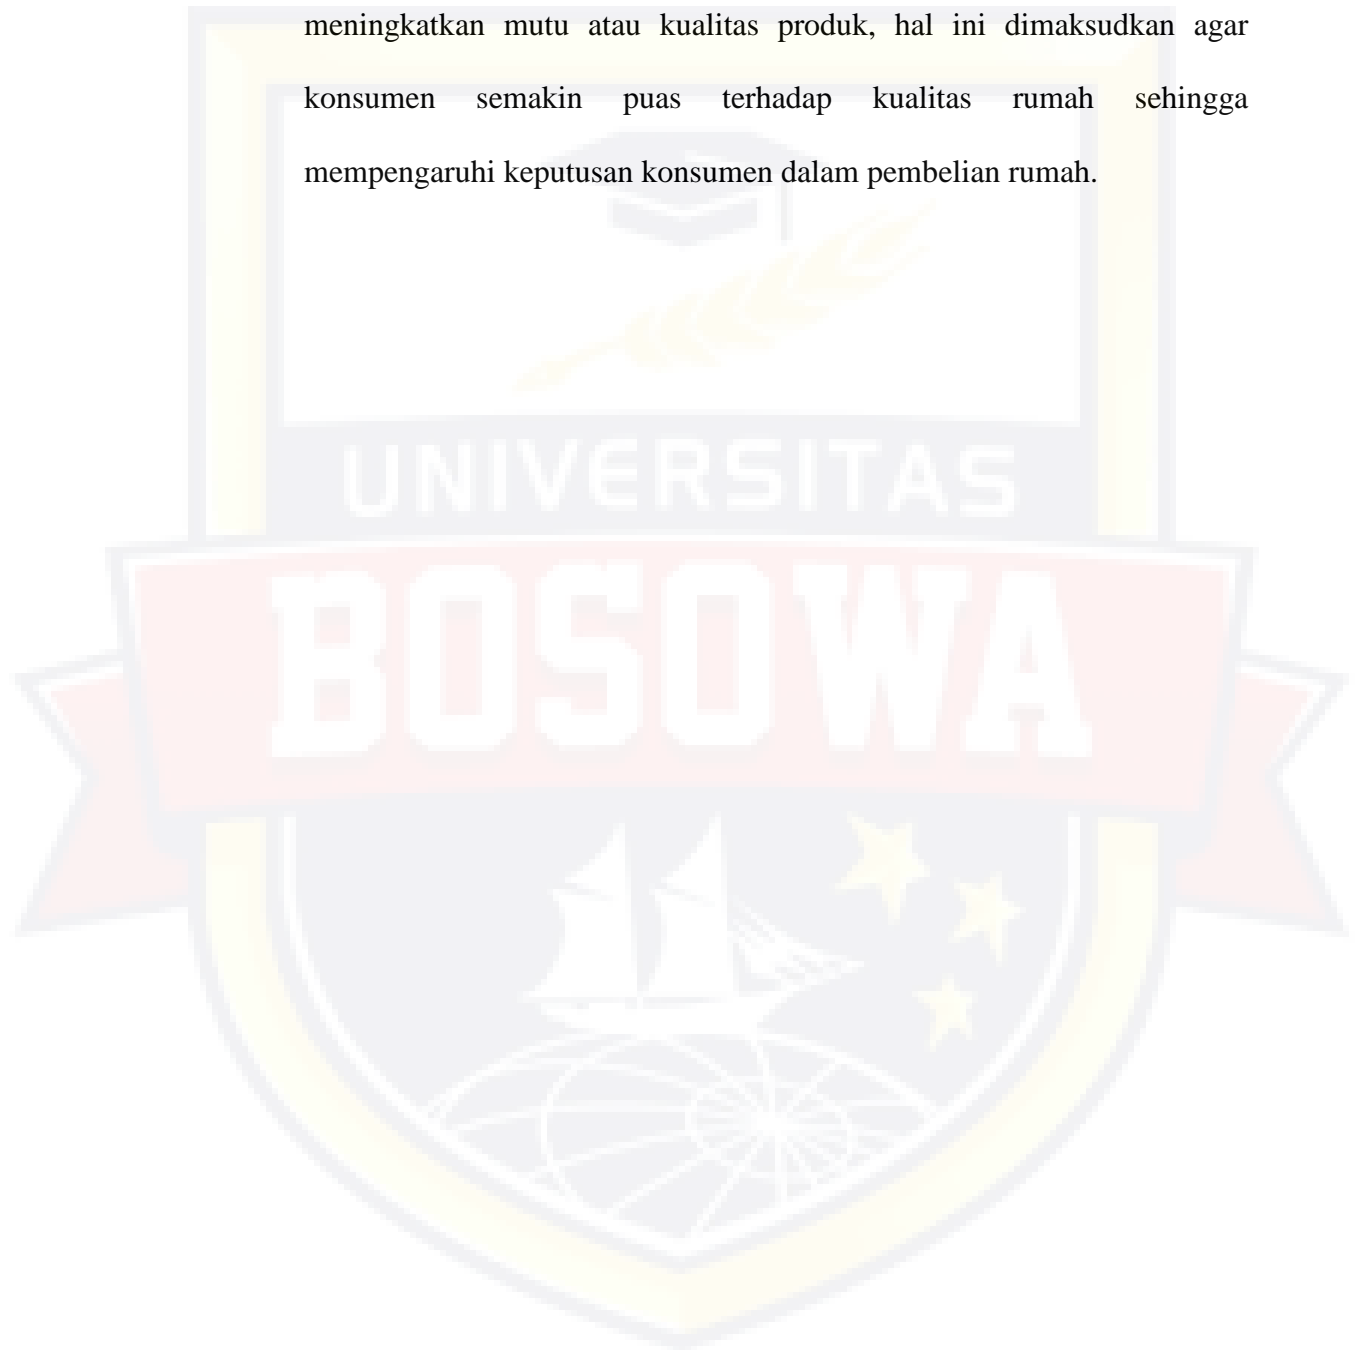 meningkatkan mutu atau kualitas produk, hal ini dimaksudkan agar
konsumen semakin puas terhadap kualitas rumah sehingga
mempengaruhi keputusan konsumen dalam pembelian rumah.
UNIVERSITAS
BOSOWA